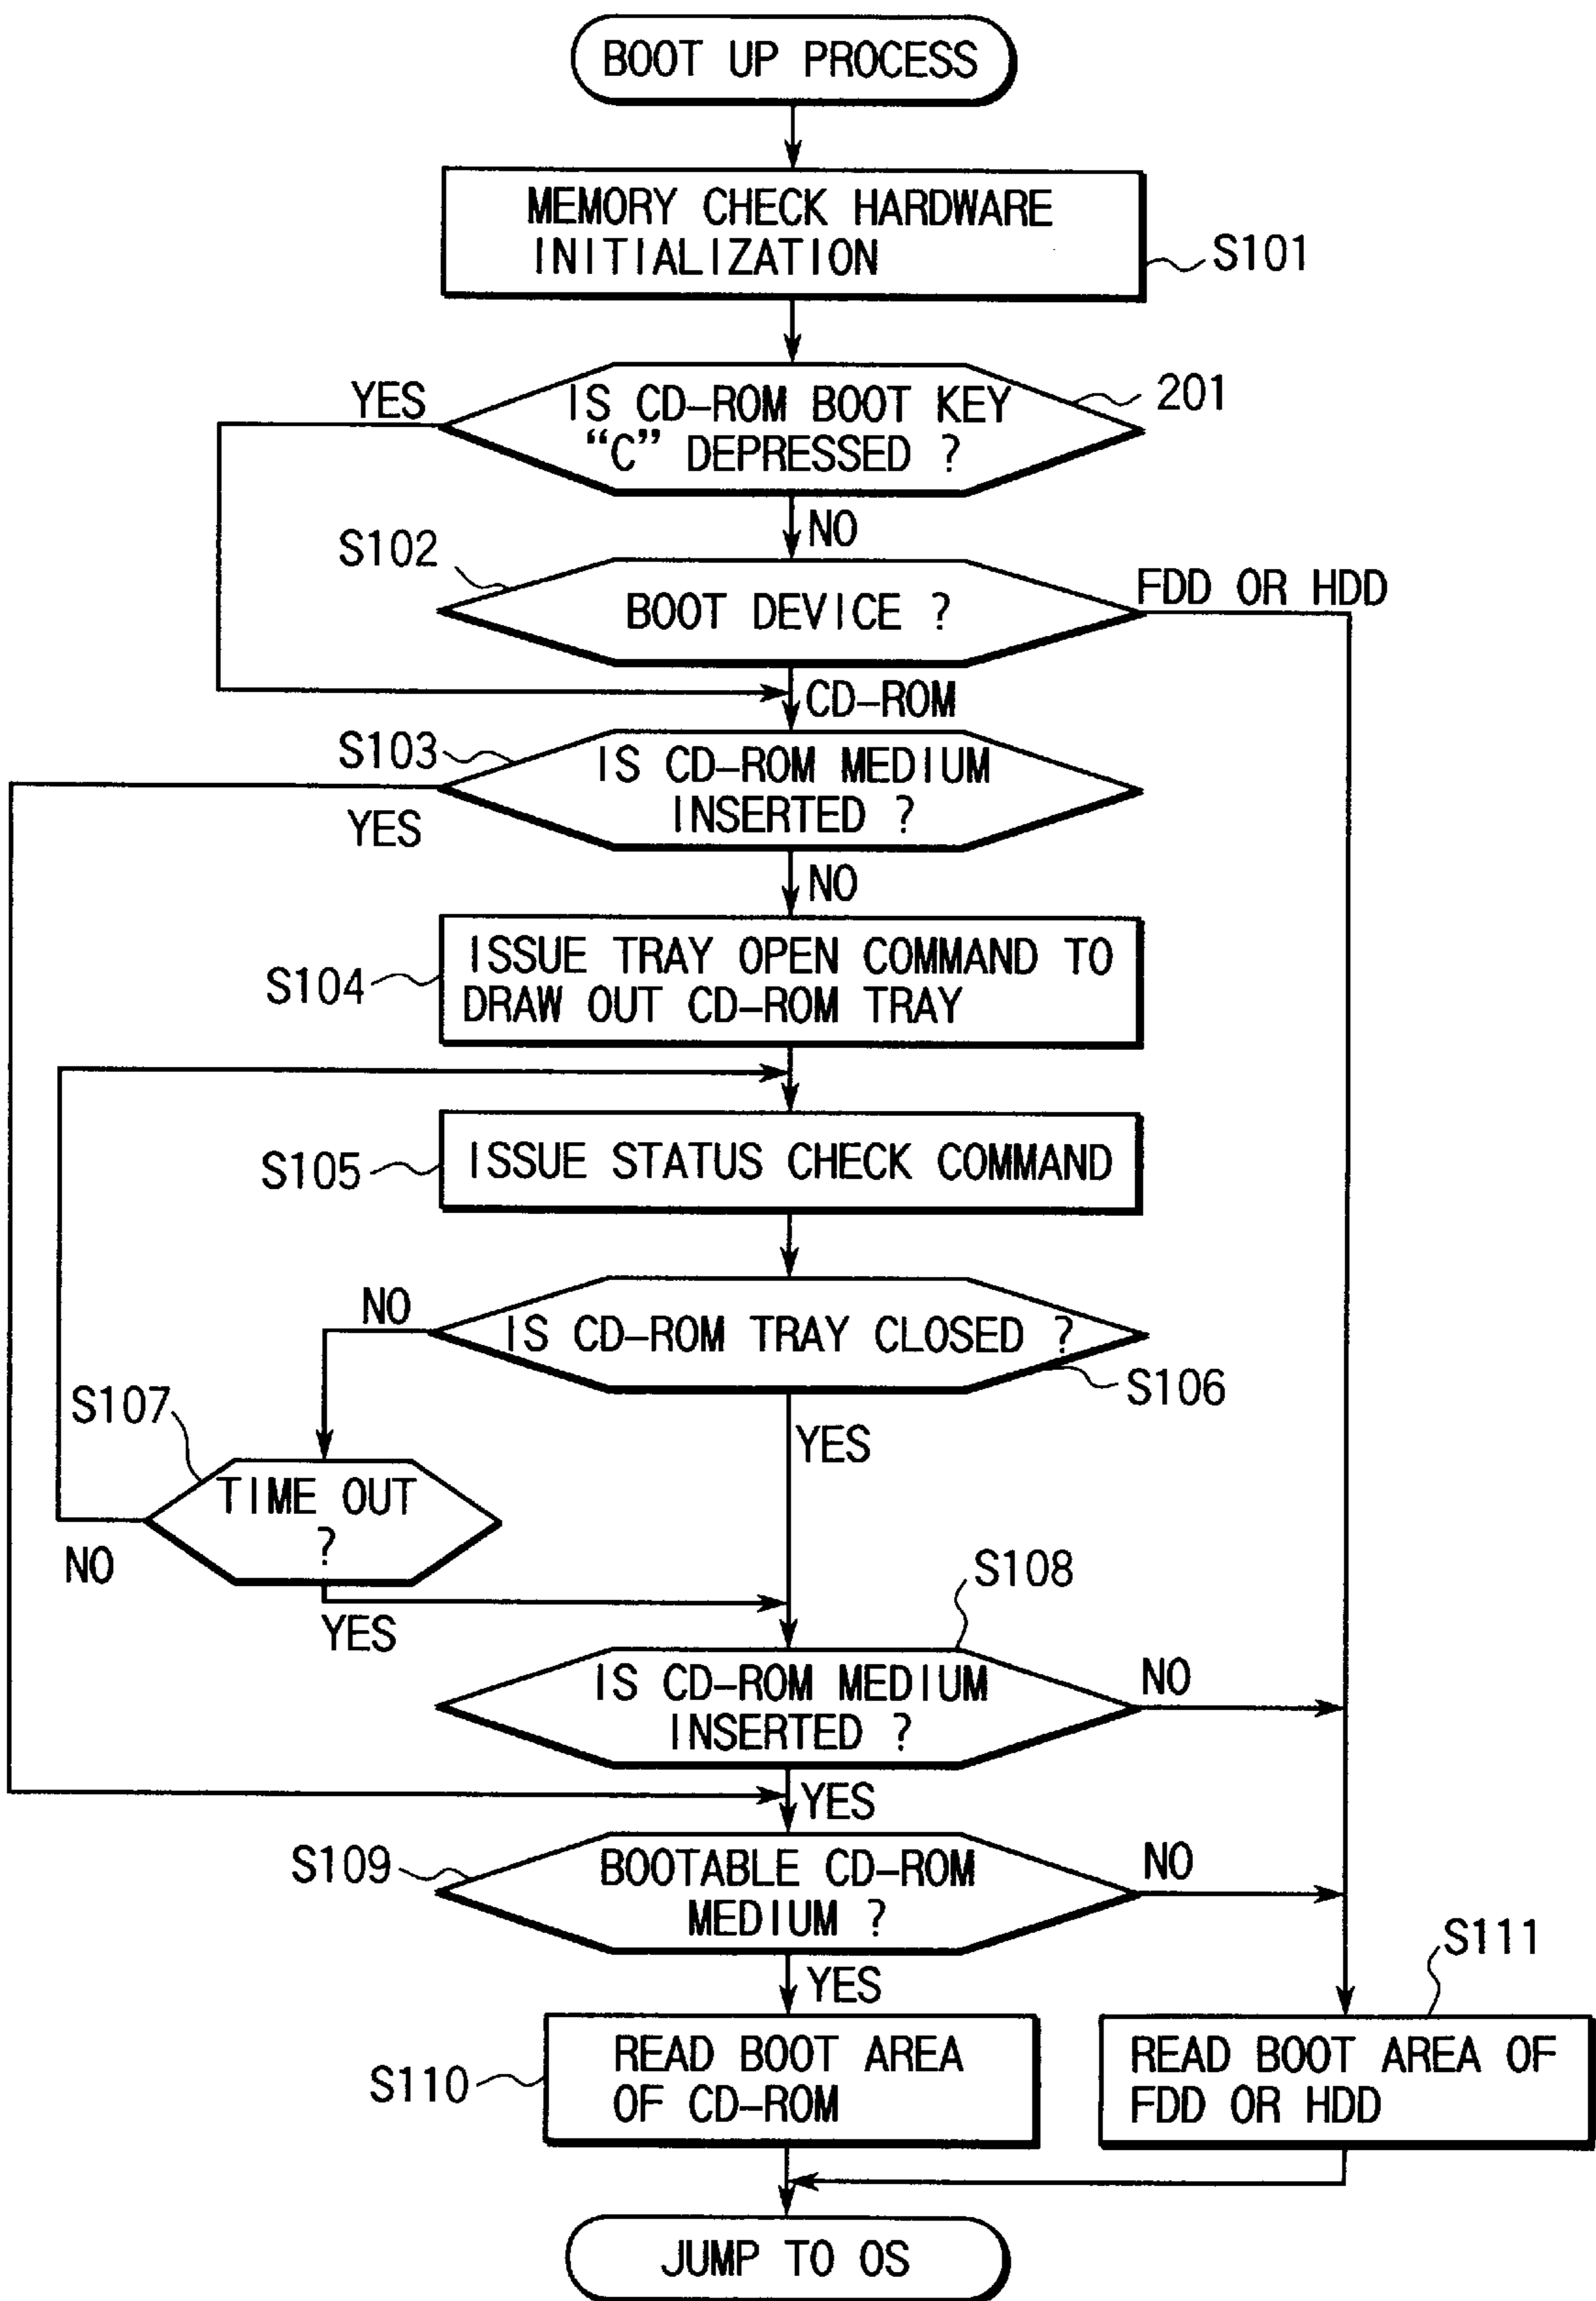 BOOT UP PROCESS
MEMORY CHECK HARDWARE
INITIALIZATION
S101
YES
IS CD-ROM BOOT KEY
“C” DEPRESSED ?
201
NO
S102
BOOT DEVICE ?
FDD OR HDD
CD-ROM
S103
IS CD-ROM MEDIUM
INSERTED ?
YES
NO
S104
ISSUE TRAY OPEN COMMAND TO
DRAW OUT CD-ROM TRAY
S105
ISSUE STATUS CHECK COMMAND
NO
IS CD-ROM TRAY CLOSED ?
S106
S107
YES
TIME OUT
?
NO
YES
S108
IS CD-ROM MEDIUM
INSERTED ?
NO
YES
S109
BOOTABLE CD-ROM
MEDIUM ?
NO
YES
S111
S110
READ BOOT AREA
OF CD-ROM
READ BOOT AREA OF
FDD OR HDD
JUMP TO OS